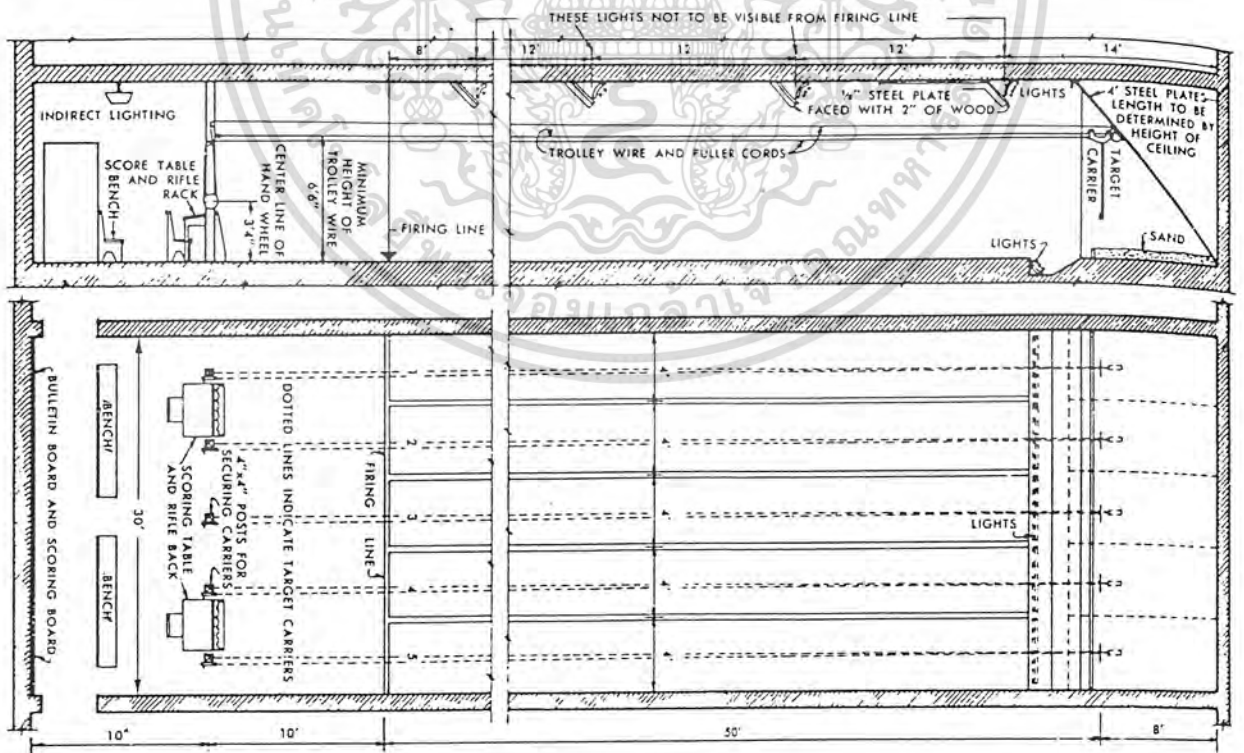 THESE LIGHTS NOT TO BE VISIBLE FROM FIRING LINE
8'
12'
12'
14'
INDIRECT LIGHTING
⅛" STEEL PLATE
FACED WITH 2" OF WOOD
LIGHTS
4' STEEL PLATE
LENGTH TO BE
DETERMINED BY
HEIGHT OF
CEILING
SCORE TABLE
AND RIFLE
RACK
BENCH
CENTER LINE OF
HAND WHEEL
3'4"
MINIMUM
HEIGHT OF
TROLLEY WIRE
6'6"
TROLLEY WIRE AND PULLER CORDS
FIRING LINE
TARGET
CARRIER
LIGHTS
SAND
BULLETIN BOARD AND SCORING BOARD
BENCH
BENCH
30'
SCORING TABLE
AND RIFLE BACK
4"x4" POSTS FOR
SECURING CARRIERS
DOTTED LINES INDICATE TARGET CARRIERS
FIRING LINE
1
2
3
4
5
LIGHTS
10'
10'
50'
8'